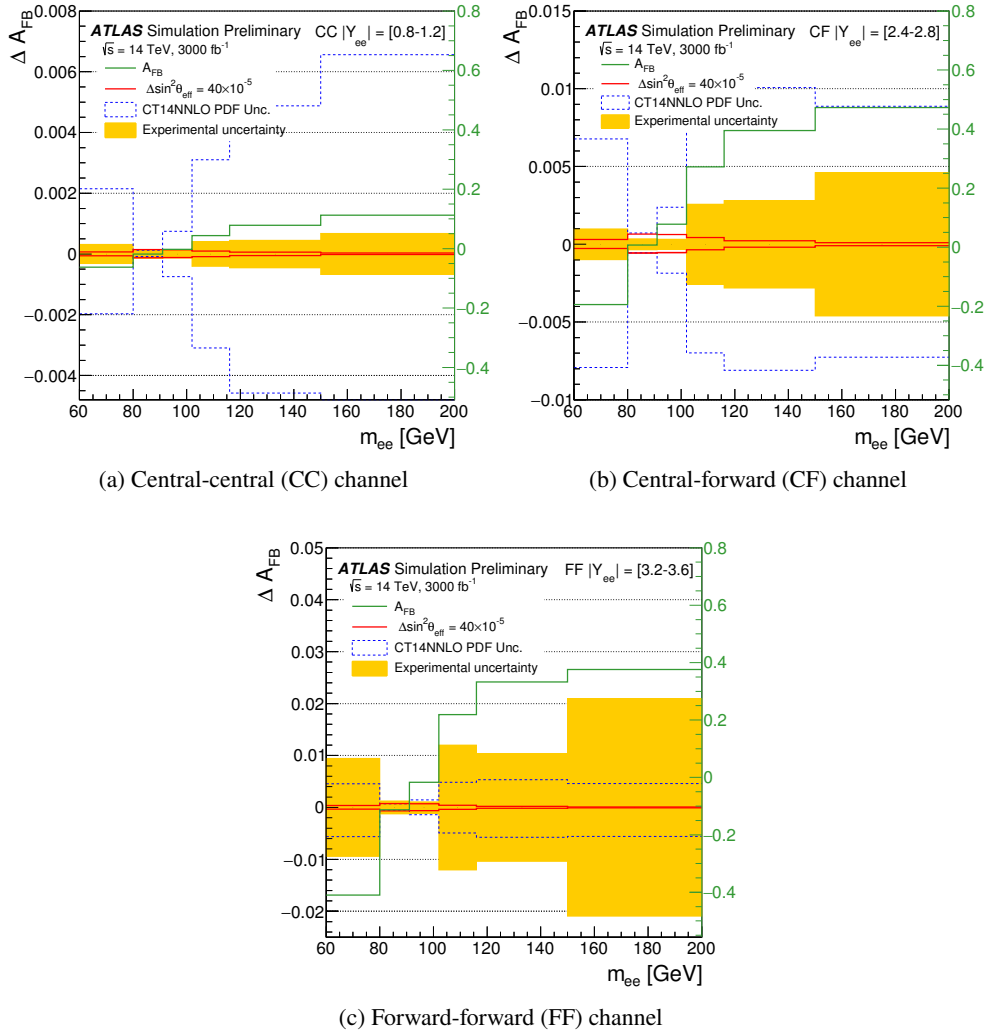 ATLAS Simulation Preliminary CC |Y_ee| = [0.8-1.2]
√s = 14 TeV, 3000 fb⁻¹
A_FB
Δsin²θ_eff = 40×10⁻⁵
CT14NNLO PDF Unc.
Experimental uncertainty
Δ A_FB
0.008
0.006
0.004
0.002
0
−0.002
−0.004
0.8
0.6
0.4
0.2
0
−0.2
−0.4
60 80 100 120 140 160 180 200
m_ee [GeV]
(a) Central-central (CC) channel
ATLAS Simulation Preliminary CF |Y_ee| = [2.4-2.8]
√s = 14 TeV, 3000 fb⁻¹
A_FB
Δsin²θ_eff = 40×10⁻⁵
CT14NNLO PDF Unc.
Experimental uncertainty
Δ A_FB
0.015
0.01
0.005
0
−0.005
−0.01
0.8
0.6
0.4
0.2
0
−0.2
−0.4
60 80 100 120 140 160 180 200
m_ee [GeV]
(b) Central-forward (CF) channel
ATLAS Simulation Preliminary FF |Y_ee| = [3.2-3.6]
√s = 14 TeV, 3000 fb⁻¹
A_FB
Δsin²θ_eff = 40×10⁻⁵
CT14NNLO PDF Unc.
Experimental uncertainty
Δ A_FB
0.05
0.04
0.03
0.02
0.01
0
−0.01
−0.02
0.8
0.6
0.4
0.2
0
−0.2
−0.4
60 80 100 120 140 160 180 200
m_ee [GeV]
(c) Forward-forward (FF) channel